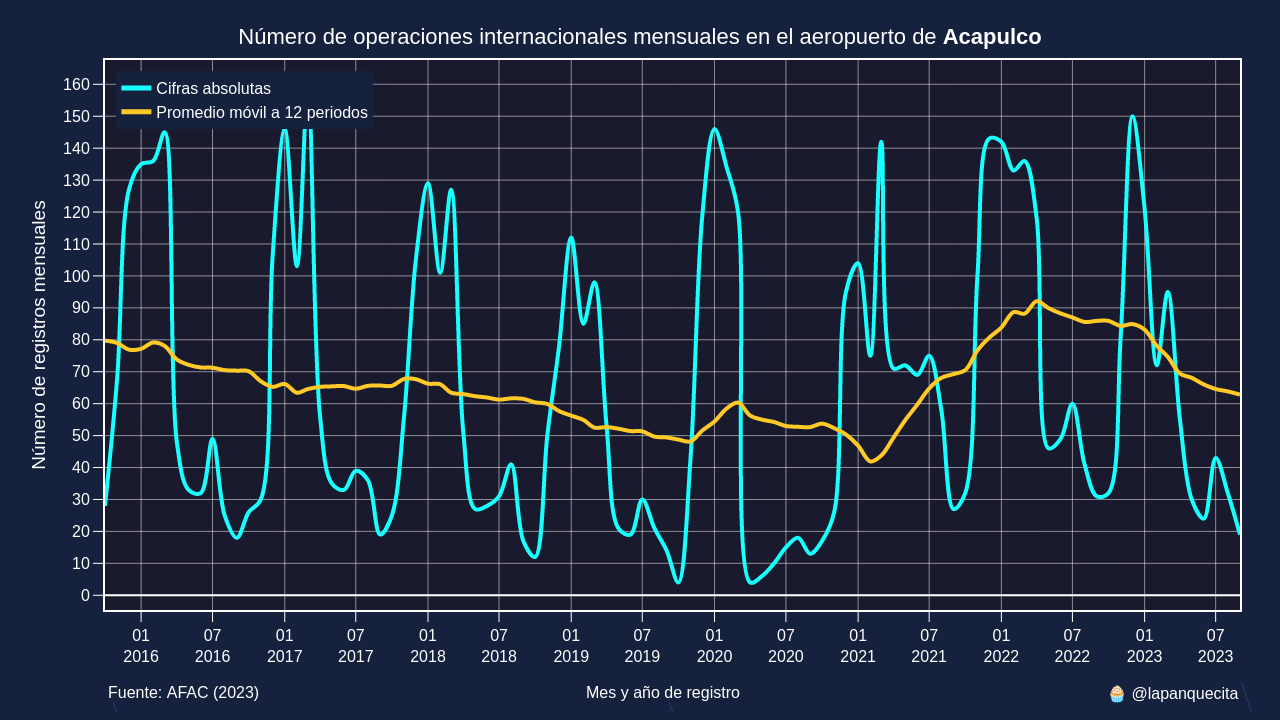 Número de operaciones internacionales mensuales en el aeropuerto de Acapulco
Cifras absolutas
Promedio móvil a 12 periodos
Número de registros mensuales
160
150
140
130
120
110
100
90
80
70
60
50
40
30
20
10
0
01 07 01 07 01 07 01 07 01 07 01 07 01 07 01 07
2016 2016 2017 2017 2018 2018 2019 2019 2020 2020 2021 2021 2022 2022 2023 2023
Fuente: AFAC (2023)
Mes y año de registro
🧁 @lapanquecita